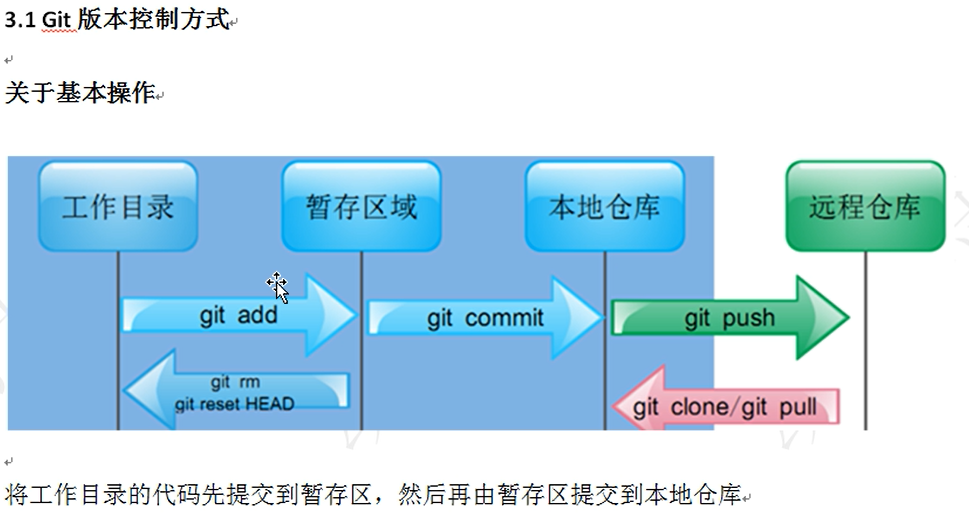 3.1 Git 版本控制方式
关于基本操作
工作目录 暂存区域 本地仓库 远程仓库
git add git commit git push
git rm
git reset HEAD
git clone/git pull
将工作目录的代码先提交到暂存区，然后再由暂存区提交到本地仓库